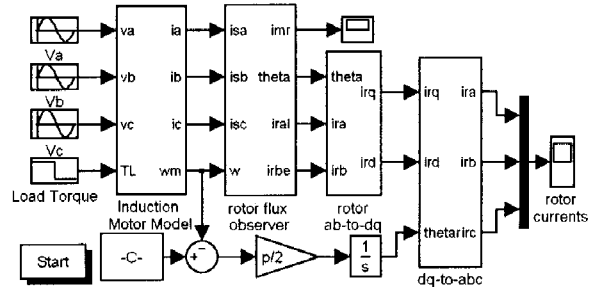 va ia isa imr
Va
vb ib isb theta theta
irq irq ira
Vb
vc ic isc iral ira
ird ird irb
Vc
TL wm w irbe irb
Load Torque
Induction Motor Model
rotor flux observer
rotor ab-to-dq
rotor currents
thetar irc
Start
-C-
−
+
p/2
1
s
dq-to-abc